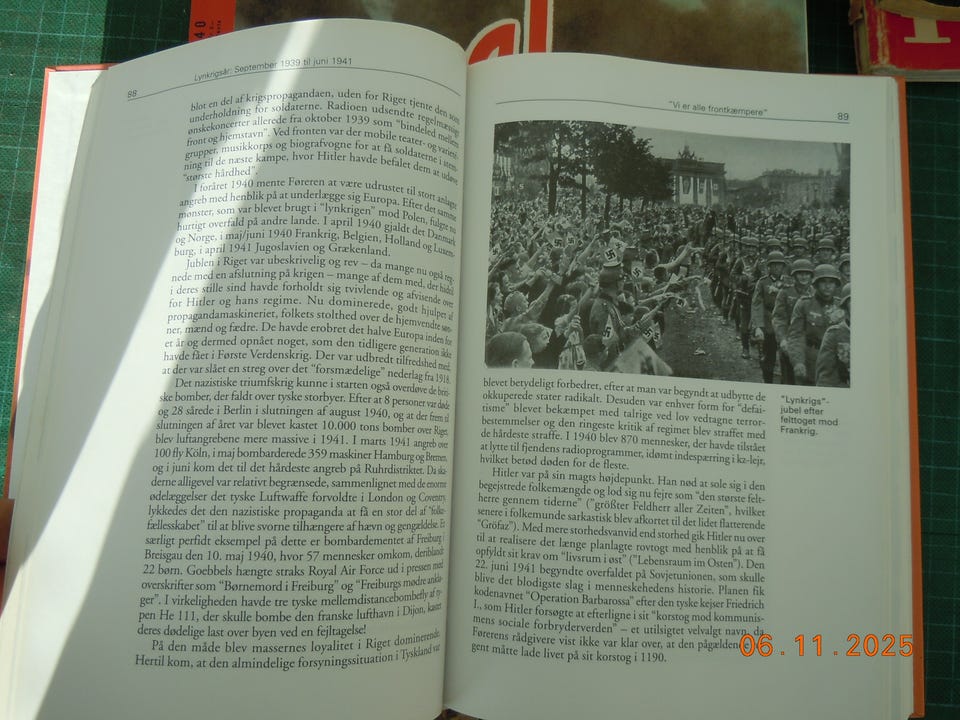 40
88
Lynkrigsår: September 1939 til juni 1941
blot en del af krigspropagandaen, uden for Riget tjente den som
underholdning for soldaterne. Radioen udsendte regelmæssigt
ønskekoncerter allerede fra oktober 1939 som "bindeled mellem
front og hjemstavn". Ved fronten var der mobile teater- og varieté-
grupper, musikkorps og biografvogne for at få soldaterne i stem-
ning til de næste kampe, hvor Hitler havde befalet dem at udøve
"største hårdhed".
I foråret 1940 mente Føreren at være udrustet til stort anlagte
angreb med henblik på at underlægge sig Europa. Efter det samme
mønster, som var blevet brugt i "lynkrigen" mod Polen, fulgte nu
hurtigt overfald på andre lande. I april 1940 gjaldt det Danmark
og Norge, i maj/juni 1940 Frankrig, Belgien, Holland og Luxem-
burg, i april 1941 Jugoslavien og Grækenland.
Jublen i Riget var ubeskrivelig og rev – da mange nu også reg-
nede med en afslutning på krigen – mange af dem med, der hidtil
i deres stille sind havde forholdt sig tvivlende og afvisende over
for Hitler og hans regime. Nu dominerede, godt hjulpet af
propagandamaskineriet, folkets stolthed over de hjemvendte søn-
ner, mænd og fædre. De havde erobret det halve Europa inden for
et år og dermed opnået noget, som den tidligere generation ikke
havde fået i Første Verdenskrig. Der var udbredt tilfredshed med,
at der var slået en streg over det "forsmædelige" nederlag fra 1918.
Det nazistiske triumfskrig kunne i starten også overdøve de briti-
ske bomber, der faldt over tyske storbyer. Efter at 8 personer var døde
og 28 sårede i Berlin i slutningen af august 1940, og at der frem til
slutningen af året var blevet kastet 10.000 tons bomber over Riget,
blev luftangrebene mere massive i 1941. I marts 1941 angreb over
100 fly Köln, i maj bombarderede 359 maskiner Hamburg og Bremen,
og i juni kom det til det hårdeste angreb på Ruhrdistriktet. Da ska-
derne alligevel var relativt begrænsede, sammenlignet med de enorme
ødelæggelser det tyske Luftwaffe forvoldte i London og Coventry,
lykkedes det den nazistiske propaganda at få en stor del af "folke-
fællesskabet" til at blive svorne tilhængere af hævn og gengældelse. Et
særligt perfidt eksempel på dette er bombardementet af Freiburg i
Breisgau den 10. maj 1940, hvor 57 mennesker omkom, deriblandt
22 børn. Goebbels hængte straks Royal Air Force ud i pressen med
overskrifter som "Børnemord i Freiburg" og "Freiburgs mødre ankla-
ger". I virkeligheden havde tre tyske mellemdistancebombefly af ty-
pen He 111, der skulle bombe den franske lufthavn i Dijon, kastet
deres dødelige last over byen ved en fejltagelse!
På den måde blev massernes loyalitet i Riget dominerende.
Hertil kom, at den almindelige forsyningssituation i Tyskland var
"Vi er alle frontkæmpere"
89
blevet betydeligt forbedret, efter at man var begyndt at udbytte de
okkuperede stater radikalt. Desuden var enhver form for "defai-
tisme" blevet bekæmpet med talrige ved lov vedtagne terror-
bestemmelser og den ringeste kritik af regimet blev straffet med
de hårdeste straffe. I 1940 blev 870 mennesker, der havde tilstået
at lytte til fjendens radioprogrammer, idømt indespærring i kz-lejr,
hvilket betød døden for de fleste.
Hitler var på sin magts højdepunkt. Han nød at sole sig i den
begejstrede folkemængde og lod sig nu fejre som "den største felt-
herre gennem tiderne" ("größter Feldherr aller Zeiten", hvilket
senere i folkemunde sarkastisk blev afkortet til det lidet flatterende
"Gröfaz"). Med mere storhedsvanvid end storhed gik Hitler nu over
til at realisere det længe planlagte rovtogt med henblik på at få
opfyldt sit krav om "livsrum i øst" ("Lebensraum im Osten"). Den
22. juni 1941 begyndte overfaldet på Sovjetunionen, som skulle
blive det blodigste slag i menneskehedens historie. Planen fik
kodenavnet "Operation Barbarossa" efter den tyske kejser Friedrich
I., som Hitler forsøgte at efterligne i sit "korstog mod kommunis-
mens sociale forbryderverden" – et utilsigtet velvalgt navn, da
Førerens rådgivere vist ikke var klar over, at den pågældende
gent måtte lade livet på sit korstog i 1190.
"Lynkrigs"-
jubel efter
felttoget mod
Frankrig.
06.11.2025